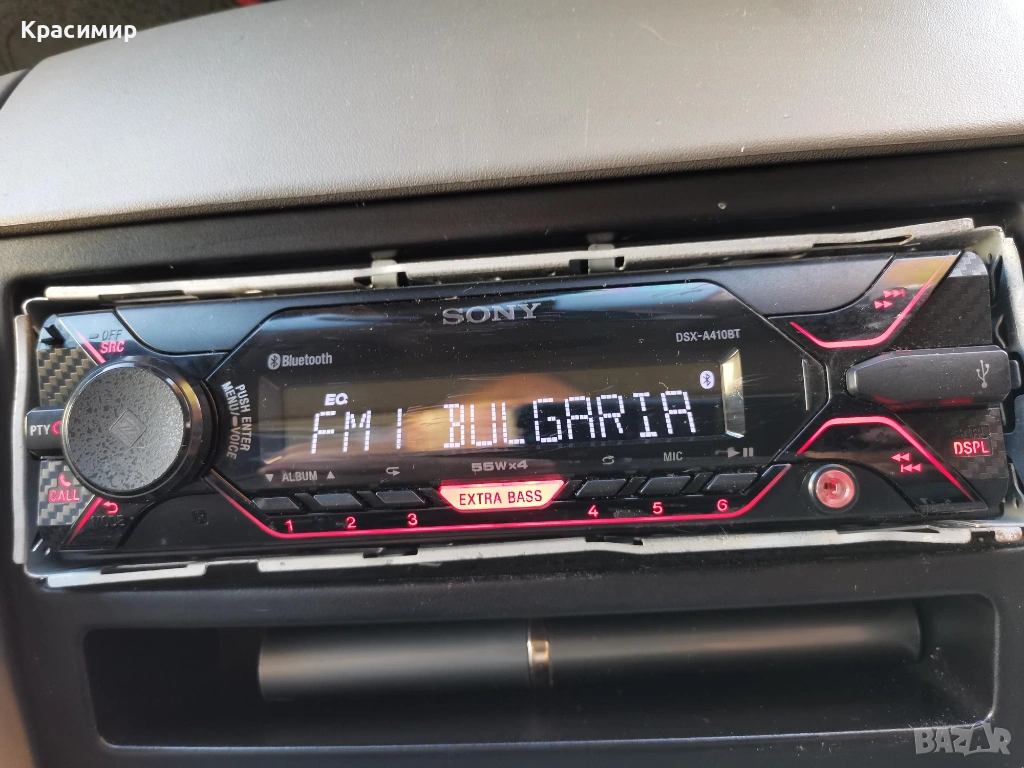 Красимир
SONY
DSX-A410BT
Bluetooth
OFF
SRC
PUSH ENTER
MENU/ VOICE
PTY
EQ
FM1 BULGARIA
ALBUM
55W×4
MIC
EXTRA BASS
CALL
1 2 3 4 5 6
DSPL
BAZAR